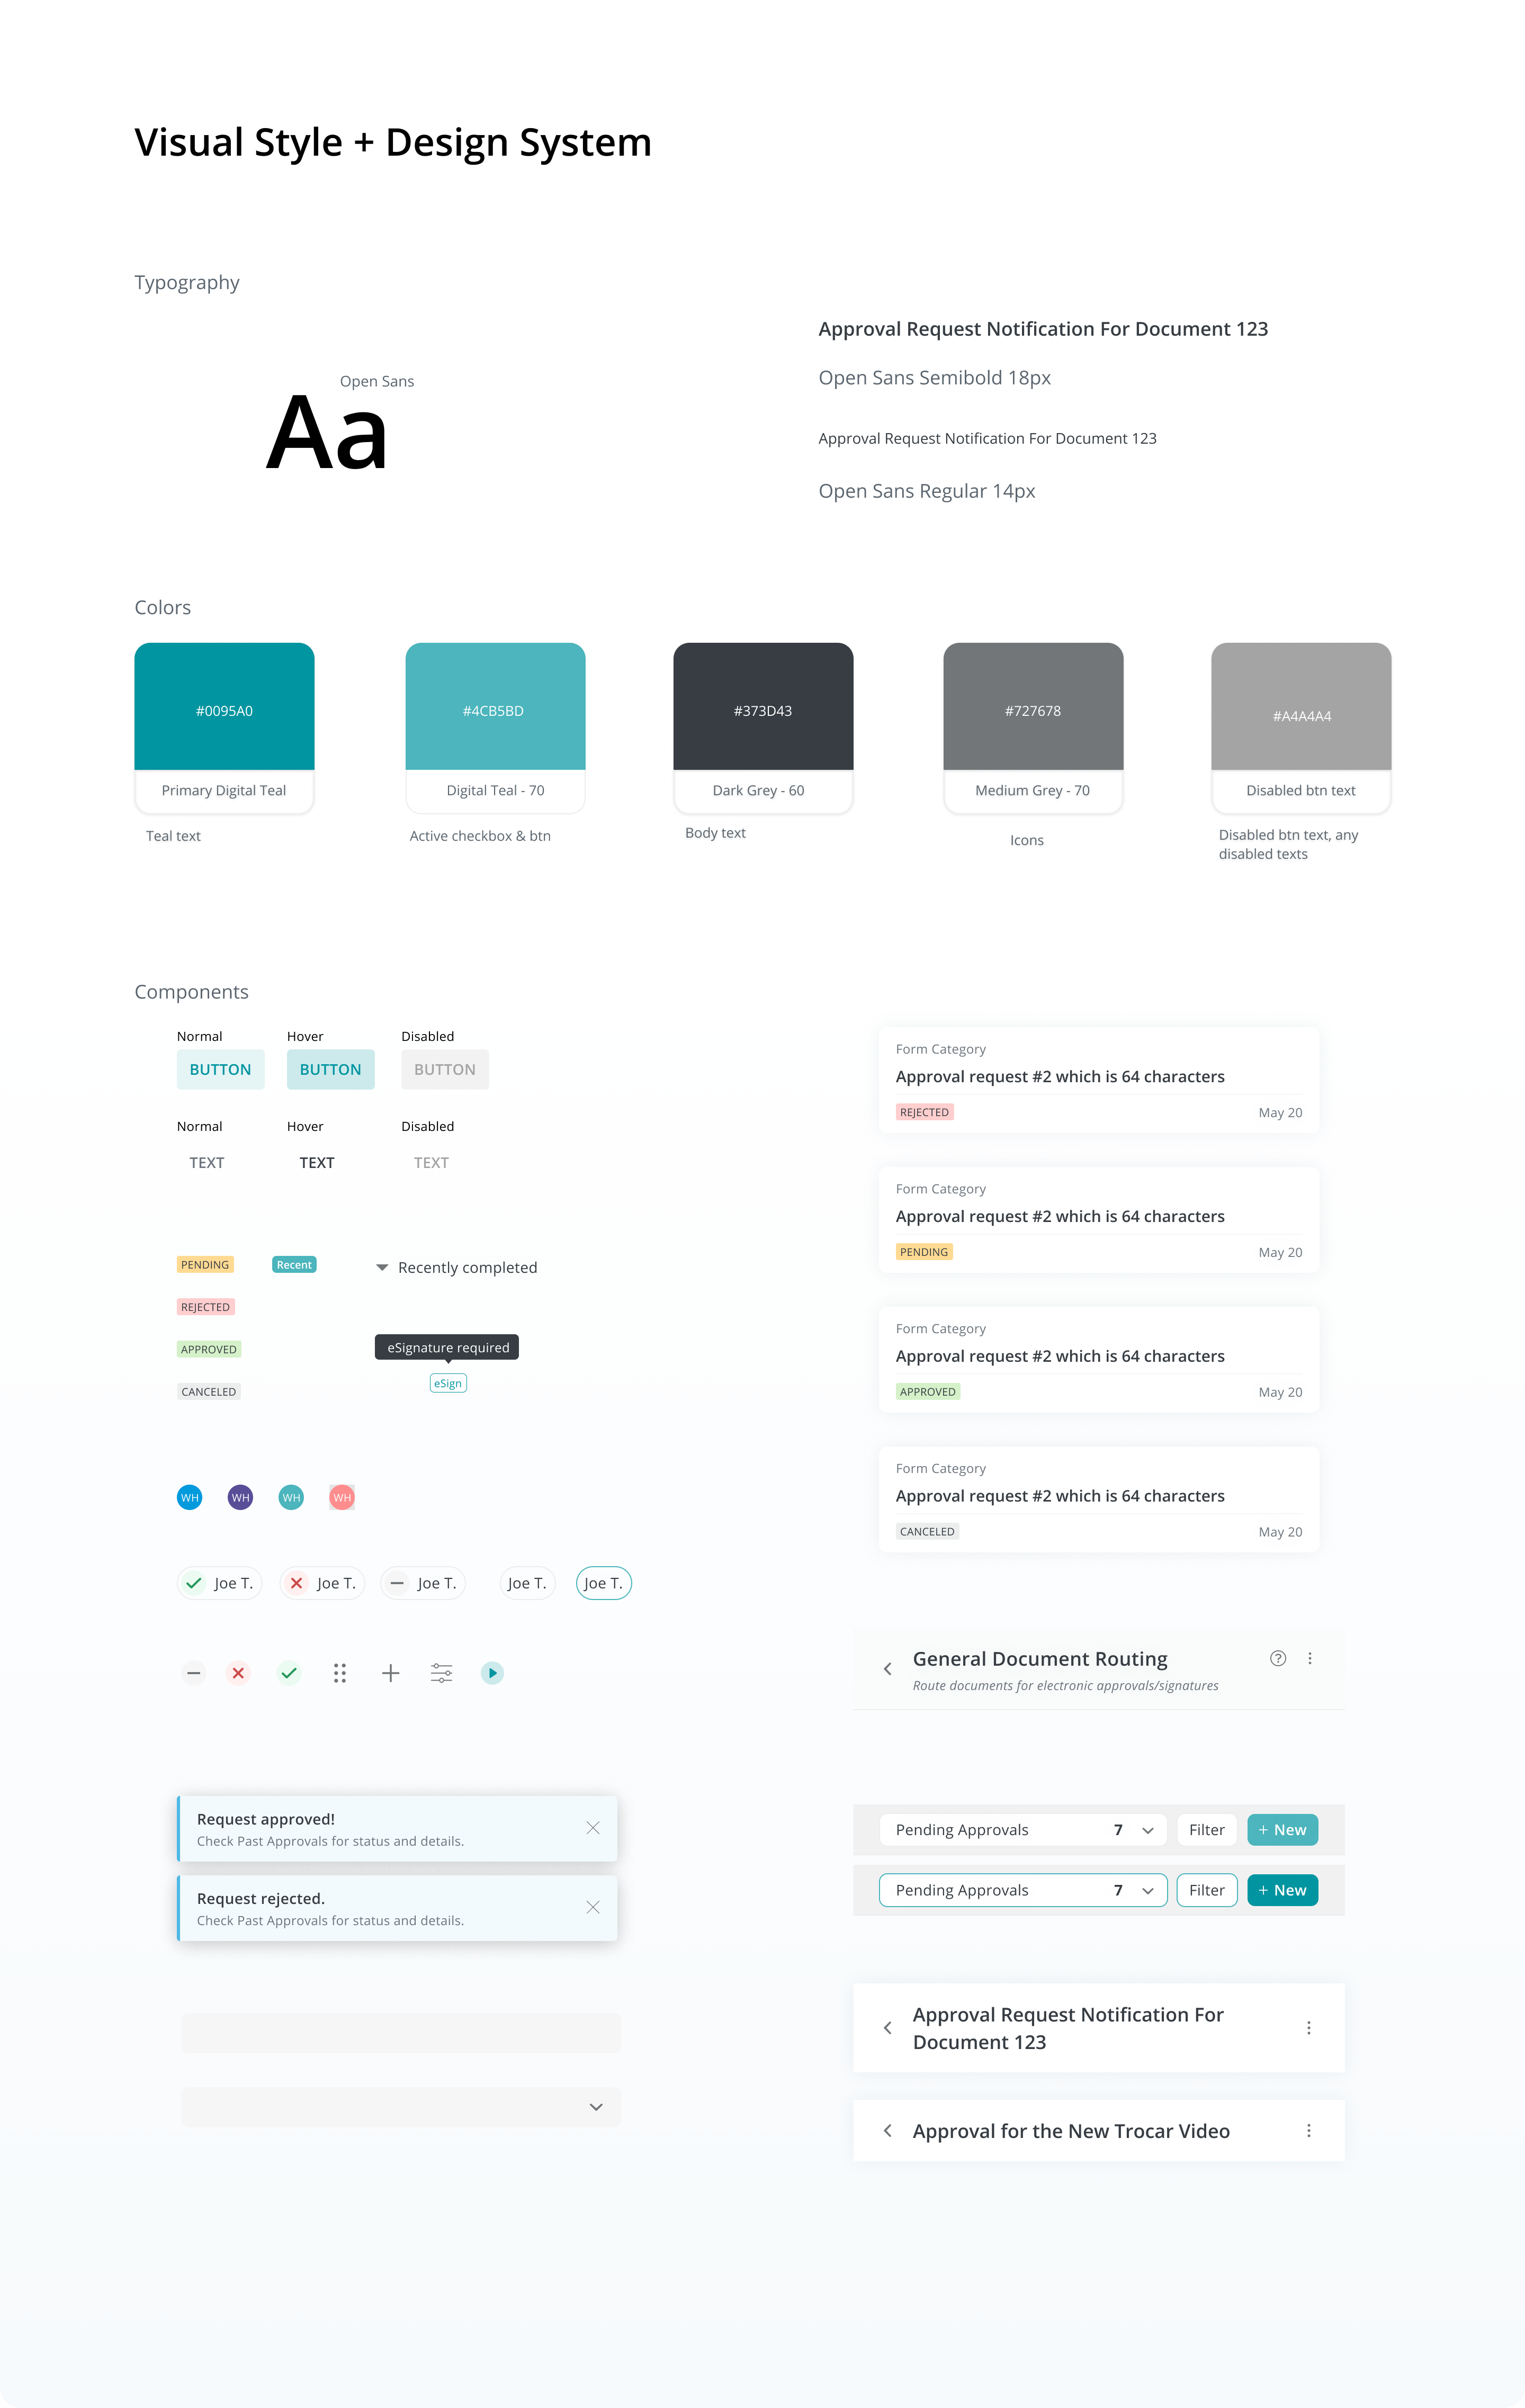 Visual Style + Design System
Typography
Open Sans
Aa
Approval Request Notification For Document 123
Open Sans Semibold 18px
Approval Request Notification For Document 123
Open Sans Regular 14px
Colors
#0095A0
Primary Digital Teal
Teal text
#4CB5BD
Digital Teal - 70
Active checkbox & btn
#373D43
Dark Grey - 60
Body text
#727678
Medium Grey - 70
Icons
#A4A4A4
Disabled btn text
Disabled btn text, any
disabled texts
Components
Normal
Hover
Disabled
BUTTON
BUTTON
BUTTON
Normal
Hover
Disabled
TEXT
TEXT
TEXT
PENDING
Recent
Recently completed
REJECTED
APPROVED
eSignature required
eSign
CANCELED
WH
WH
WH
WH
Joe T.
Joe T.
Joe T.
Joe T.
Joe T.
Request approved!
Check Past Approvals for status and details.
Request rejected.
Check Past Approvals for status and details.
Form Category
Approval request #2 which is 64 characters
REJECTED
May 20
Form Category
Approval request #2 which is 64 characters
PENDING
May 20
Form Category
Approval request #2 which is 64 characters
APPROVED
May 20
Form Category
Approval request #2 which is 64 characters
CANCELED
May 20
General Document Routing
?
Route documents for electronic approvals/signatures
Pending Approvals 7
Filter
+ New
Pending Approvals 7
Filter
+ New
Approval Request Notification For
Document 123
Approval for the New Trocar Video